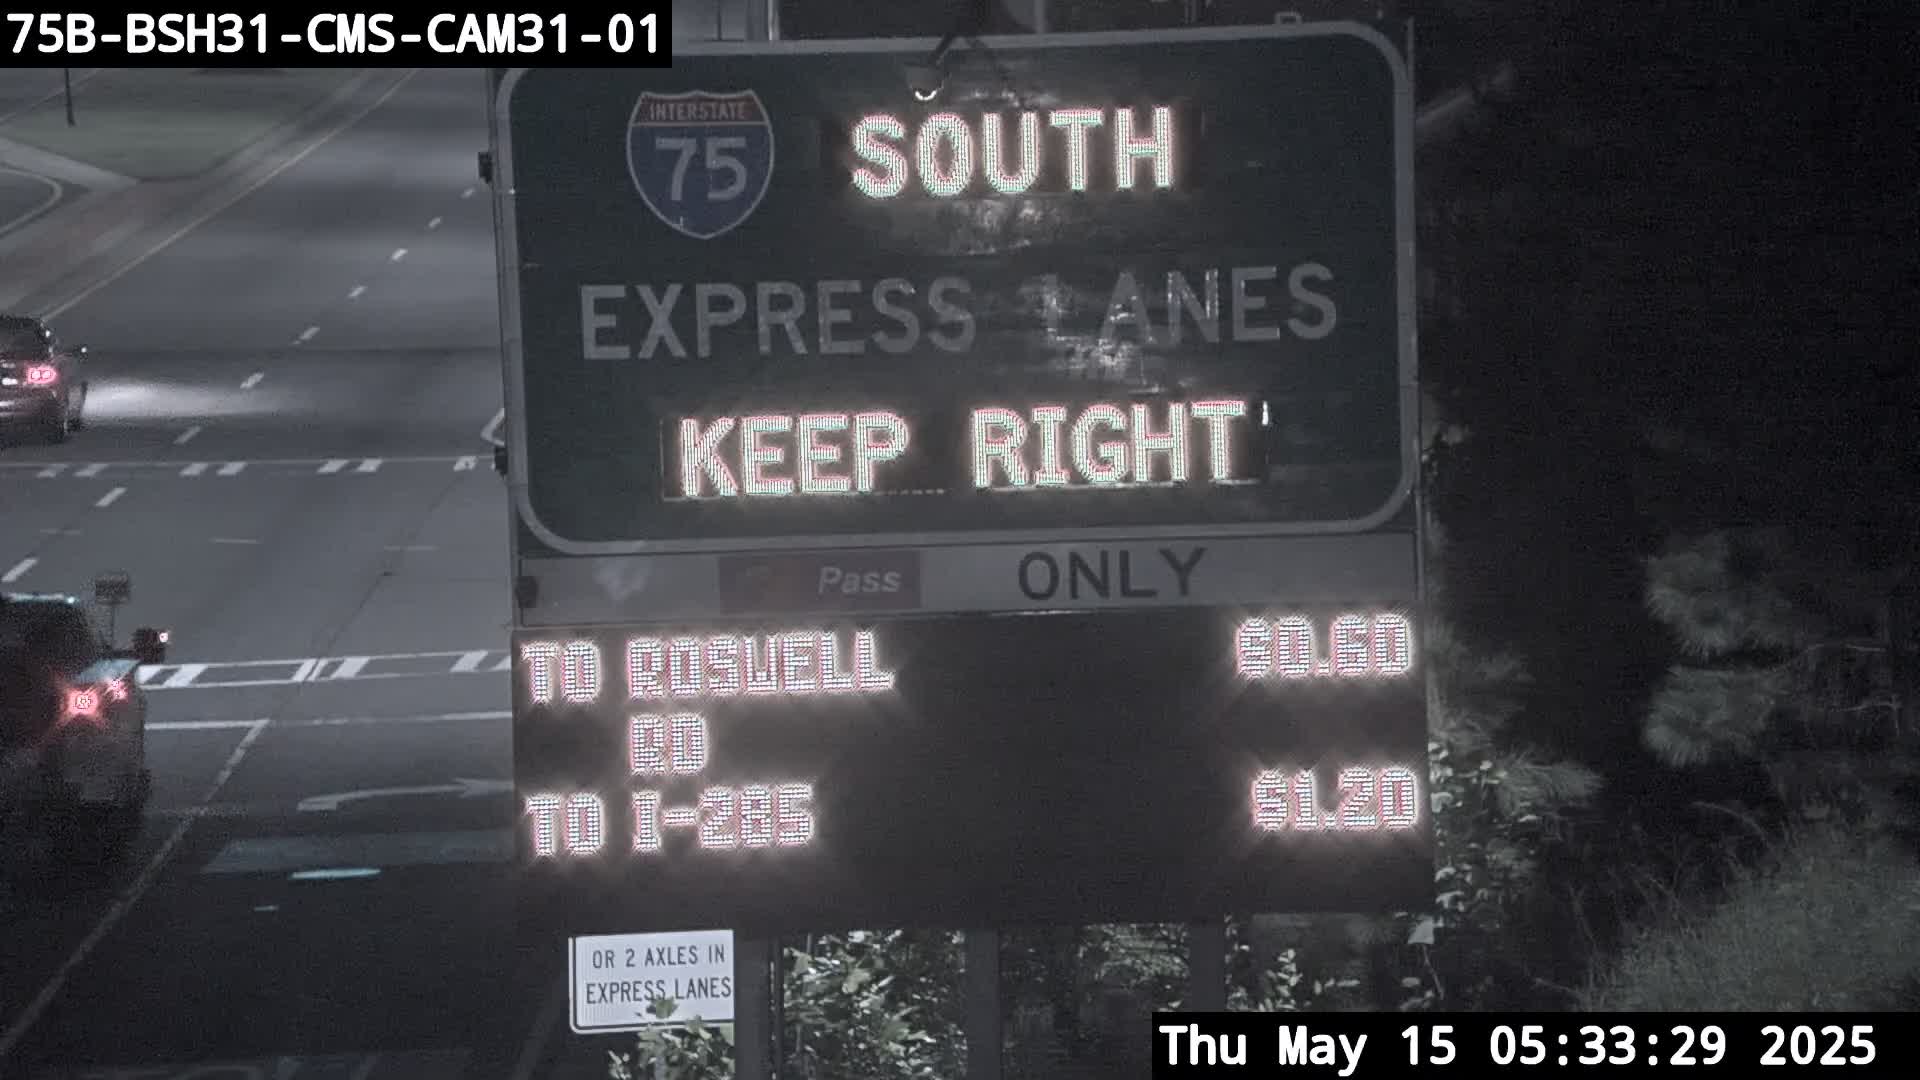 75B-BSH31-CMS-CAM31-01
INTERSTATE
75
SOUTH
EXPRESS LANES
KEEP RIGHT
Pass ONLY
TO ROSWELL $0.60
RD
TO I-285 $1.20
OR 2 AXLES IN
EXPRESS LANES
Thu May 15 05:33:29 2025